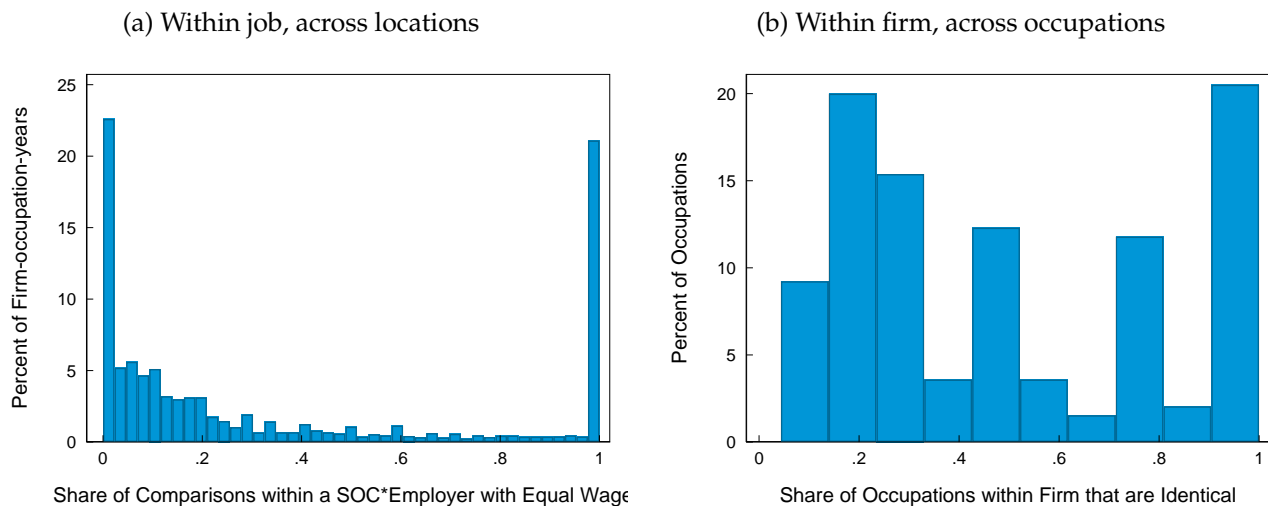 (a) Within job, across locations
25
20
15
10
5
0
Percent of Firm-occupation-years
0 .2 .4 .6 .8 1
Share of Comparisons within a SOC*Employer with Equal Wage
(b) Within firm, across occupations
20
15
10
5
0
Percent of Occupations
0 .2 .4 .6 .8 1
Share of Occupations within Firm that are Identical